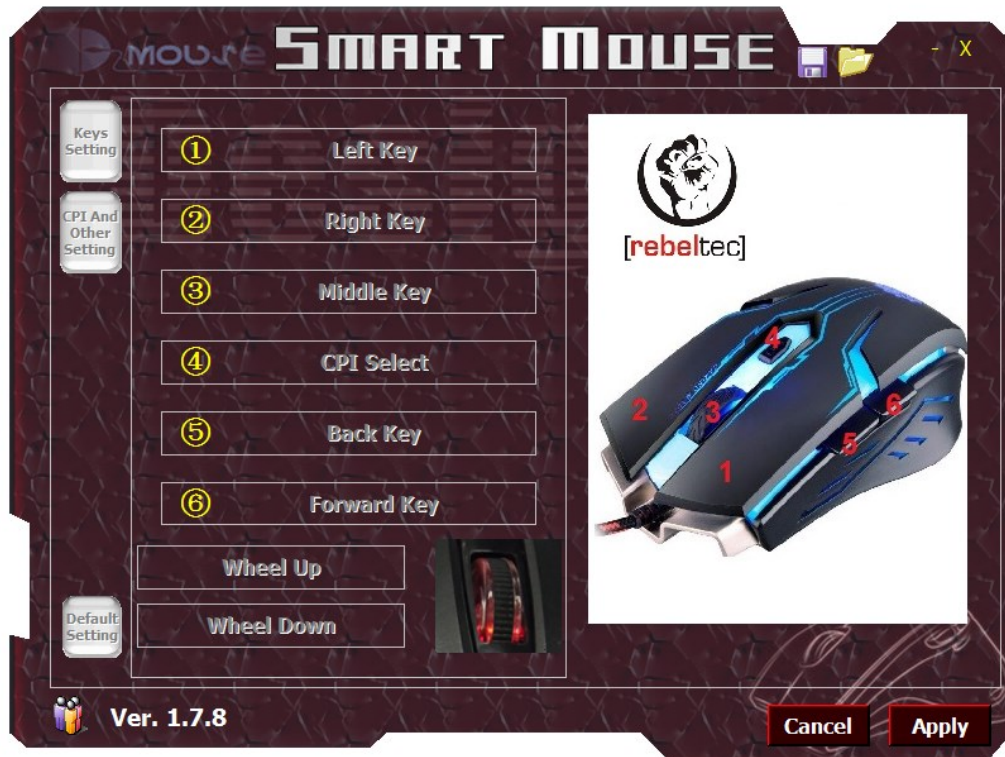 MOUSE SMART MOUSE
- X
Keys
Setting
CPI And
Other
Setting
Default
Setting
① Left Key
② Right Key
③ Middle Key
④ CPI Select
⑤ Back Key
⑥ Forward Key
Wheel Up
Wheel Down
[rebeltec]
4
2
3
6
5
1
Ver. 1.7.8
Cancel
Apply